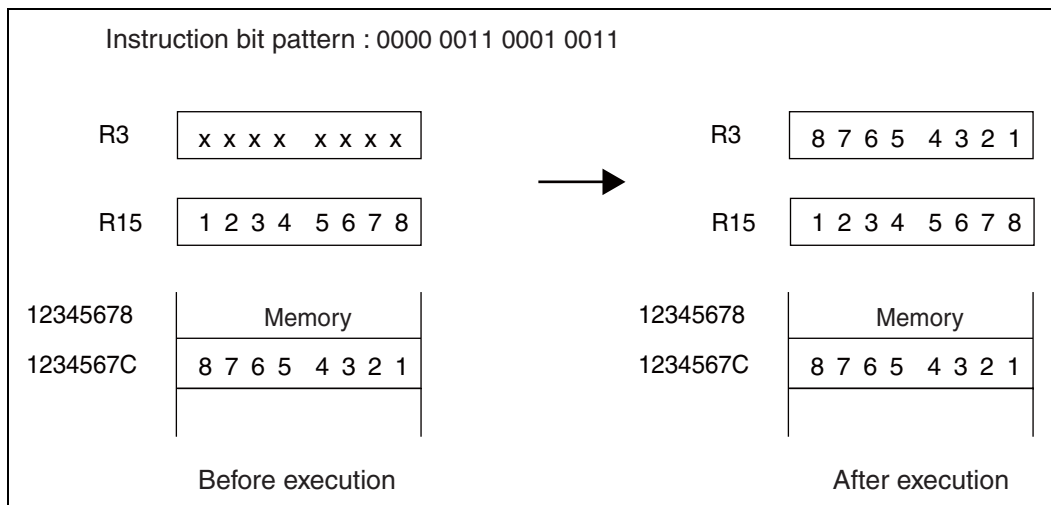 Instruction bit pattern : 0000 0011 0001 0011
R3 x x x x x x x x R3 8 7 6 5 4 3 2 1
R15 1 2 3 4 5 6 7 8 R15 1 2 3 4 5 6 7 8
12345678 Memory 12345678 Memory
1234567C 8 7 6 5 4 3 2 1 1234567C 8 7 6 5 4 3 2 1
Before execution After execution